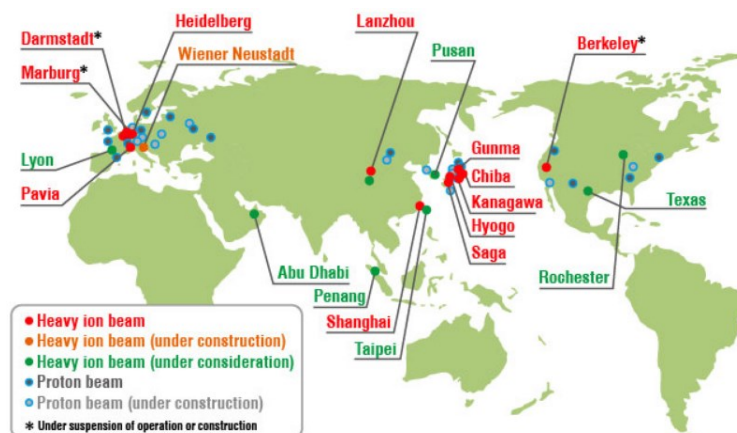 Heidelberg
Lanzhou
Darmstadt*
Wiener Neustadt
Pusan
Berkeley*
Marburg*
Gunma
Lyon
Chiba
Pavia
Kanagawa
Texas
Hyogo
Saga
Abu Dhabi
Penang
Rochester
Shanghai
Taipei
Heavy ion beam
Heavy ion beam (under construction)
Heavy ion beam (under consideration)
Proton beam
Proton beam (under construction)
* Under suspension of operation or construction